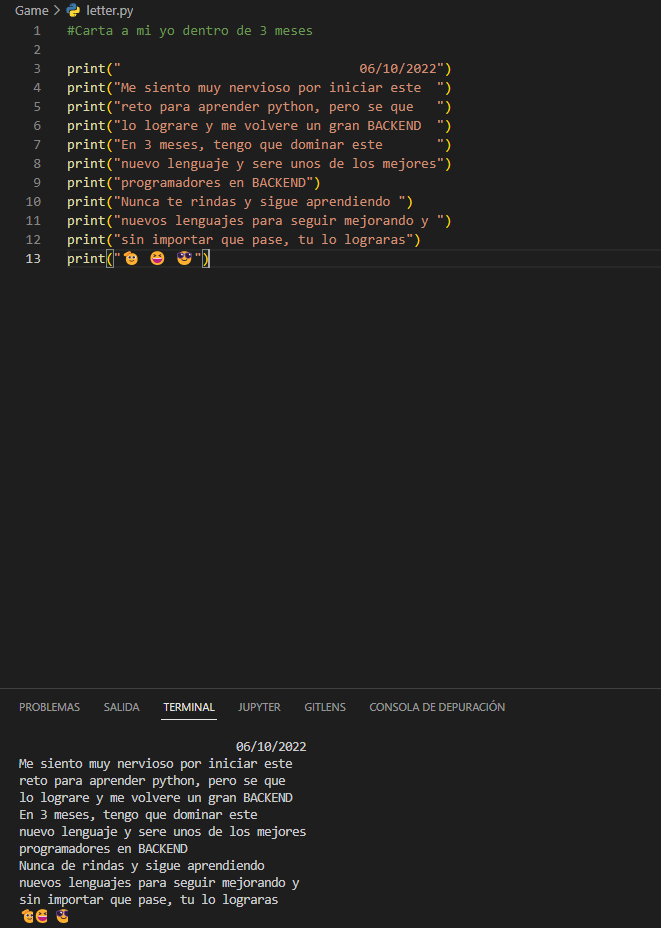 Game > letter.py
1 #Carta a mi yo dentro de 3 meses
2
3 print("                              06/10/2022")
4 print("Me siento muy nervioso por iniciar este  ")
5 print("reto para aprender python, pero se que   ")
6 print("lo lograre y me volvere un gran BACKEND  ")
7 print("En 3 meses, tengo que dominar este       ")
8 print("nuevo lenguaje y sere unos de los mejores")
9 print("programadores en BACKEND")
10 print("Nunca te rindas y sigue aprendiendo ")
11 print("nuevos lenguajes para seguir mejorando y ")
12 print("sin importar que pase, tu lo lograras")
13 print("🫡 😆 😎")
PROBLEMAS SALIDA TERMINAL JUPYTER GITLENS CONSOLA DE DEPURACIÓN
                              06/10/2022
Me siento muy nervioso por iniciar este
reto para aprender python, pero se que
lo lograre y me volvere un gran BACKEND
En 3 meses, tengo que dominar este
nuevo lenguaje y sere unos de los mejores
programadores en BACKEND
Nunca de rindas y sigue aprendiendo
nuevos lenguajes para seguir mejorando y
sin importar que pase, tu lo lograras
🫡😆 😎